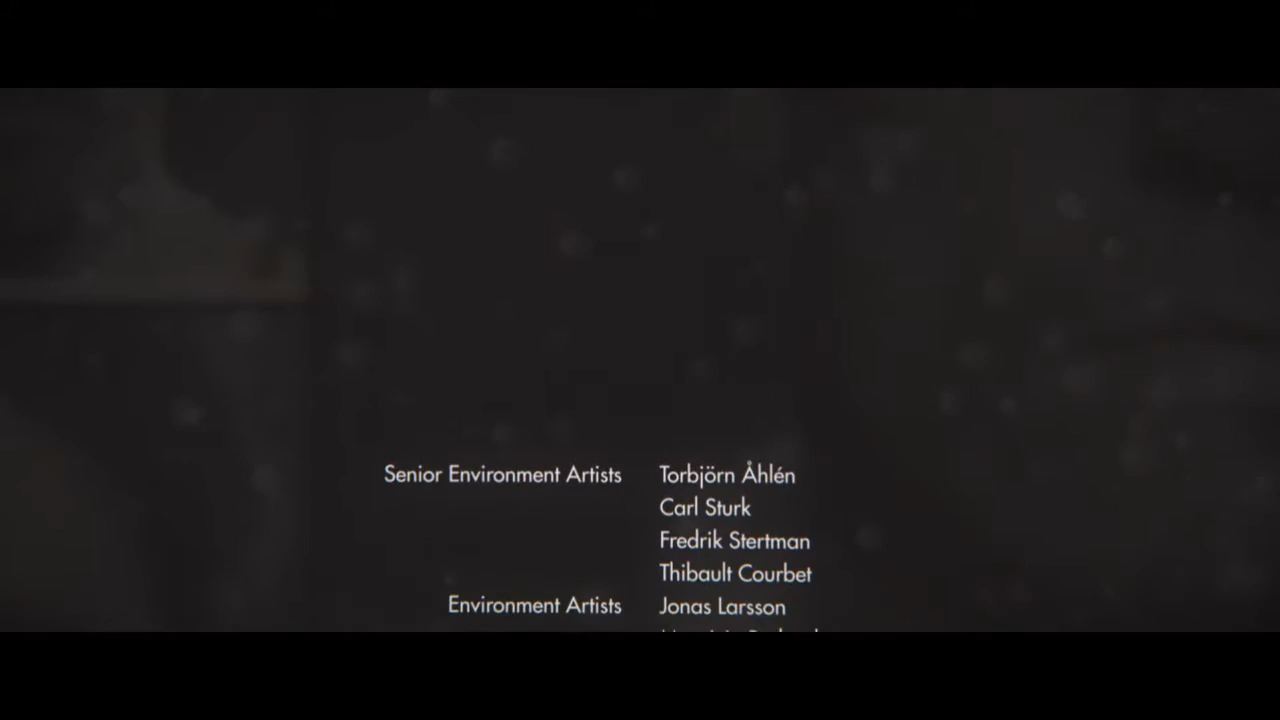 Senior Environment Artists Torbjörn Åhlén
Carl Sturk
Fredrik Stertman
Thibault Courbet
Environment Artists Jonas Larsson